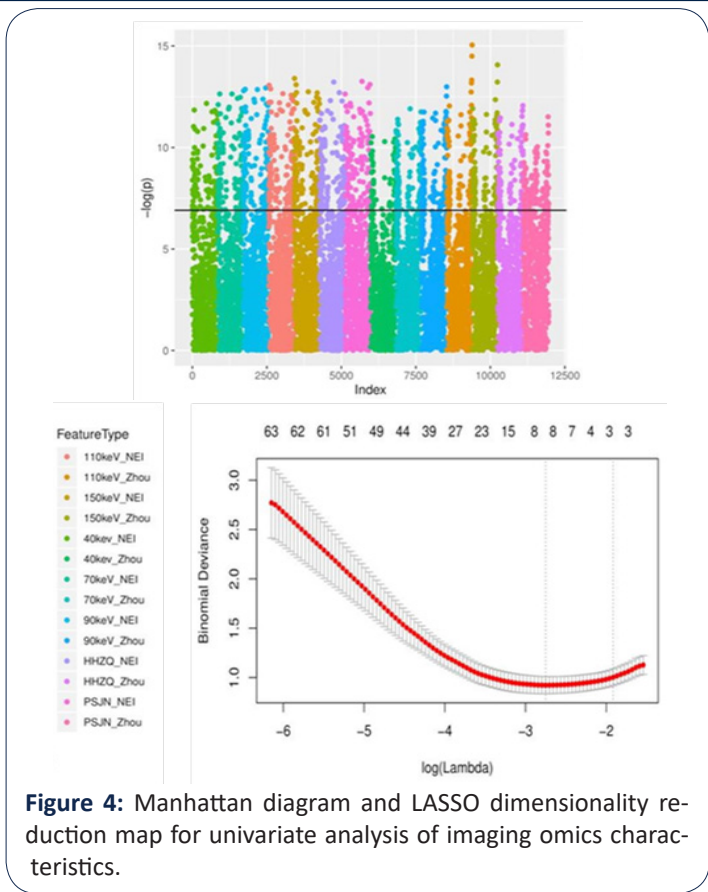 15
10
5
0
−log(p)
0 2500 5000 7500 10000 12500
Index
FeatureType
110keV_NEI
110keV_Zhou
150keV_NEI
150keV_Zhou
40kev_NEI
40kev_Zhou
70keV_NEI
70keV_Zhou
90keV_NEI
90keV_Zhou
HHZQ_NEI
HHZQ_Zhou
PSJN_NEI
PSJN_Zhou
63 62 61 51 49 44 39 27 23 15 8 8 7 4 3 3
3.0
2.5
2.0
1.5
1.0
Binomial Deviance
−6 −5 −4 −3 −2
log(Lambda)
Figure 4: Manhattan diagram and LASSO dimensionality re-
duction map for univariate analysis of imaging omics charac-
teristics.